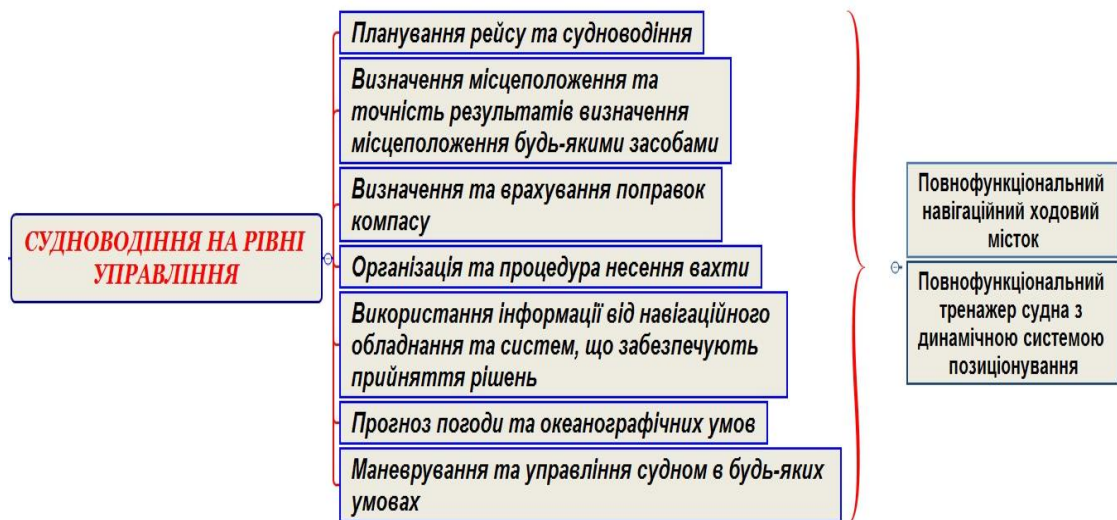 СУДНОВОДІННЯ НА РІВНІ
УПРАВЛІННЯ
Планування рейсу та судноводіння
Визначення місцеположення та
точність результатів визначення
місцеположення будь-якими засобами
Визначення та врахування поправок
компасу
Організація та процедура несення вахти
Використання інформації від навігаційного
обладнання та систем, що забезпечують
прийняття рішень
Прогноз погоди та океанографічних умов
Маневрування та управління судном в будь-яких
умовах
Повнофункціональний
навігаційний ходовий
місток
Повнофункціональний
тренажер судна з
динамічною системою
позиціонування